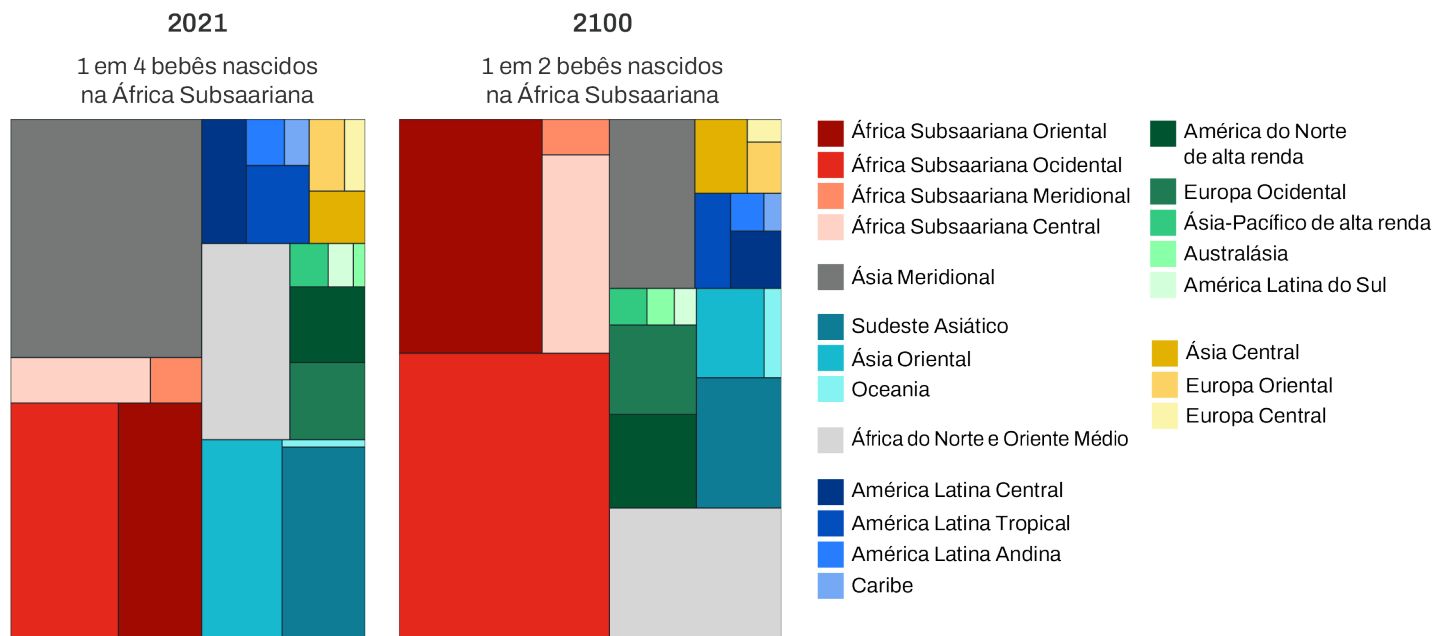 2021
1 em 4 bebês nascidos
na África Subsaariana
2100
1 em 2 bebês nascidos
na África Subsaariana
África Subsaariana Oriental
África Subsaariana Ocidental
África Subsaariana Meridional
África Subsaariana Central
Ásia Meridional
Sudeste Asiático
Ásia Oriental
Oceania
África do Norte e Oriente Médio
América Latina Central
América Latina Tropical
América Latina Andina
Caribe
América do Norte
de alta renda
Europa Ocidental
Ásia-Pacífico de alta renda
Australásia
América Latina do Sul
Ásia Central
Europa Oriental
Europa Central